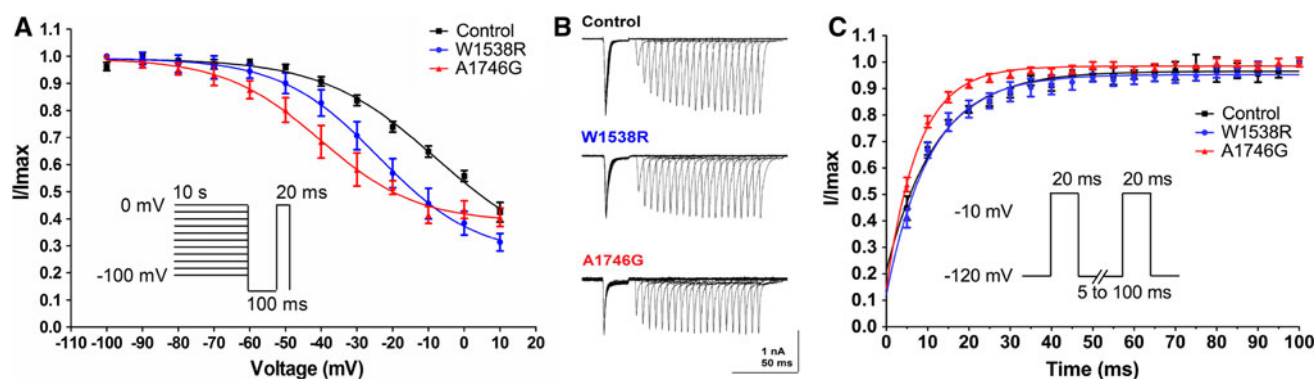 A
I/Imax
1.1
1.0
0.9
0.8
0.7
0.6
0.5
0.4
0.3
0.2
0.1
0.0
Control
W1538R
A1746G
10 s
20 ms
0 mV
-100 mV
100 ms
-110 -100 -90 -80 -70 -60 -50 -40 -30 -20 -10 0 10 20
Voltage (mV)
B
Control
W1538R
A1746G
1 nA
50 ms
C
I/Imax
1.1
1.0
0.9
0.8
0.7
0.6
0.5
0.4
0.3
0.2
0.1
0.0
Control
W1538R
A1746G
20 ms 20 ms
-10 mV
-120 mV
5 to 100 ms
0 10 20 30 40 50 60 70 80 90 100
Time (ms)